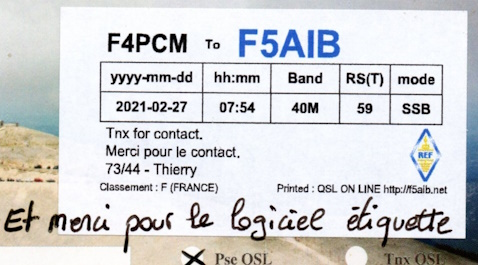 F4PCM To F5AIB
yyyy-mm-dd hh:mm Band RS(T) mode
2021-02-27 07:54 40M 59 SSB
Tnx for contact.
Merci pour le contact.
73/44 - Thierry
REF
Classement : F (FRANCE) Printed : QSL ON LINE http://f5aib.net
Et merci pour le logiciel étiquette
Pse QSL Tnx QSL